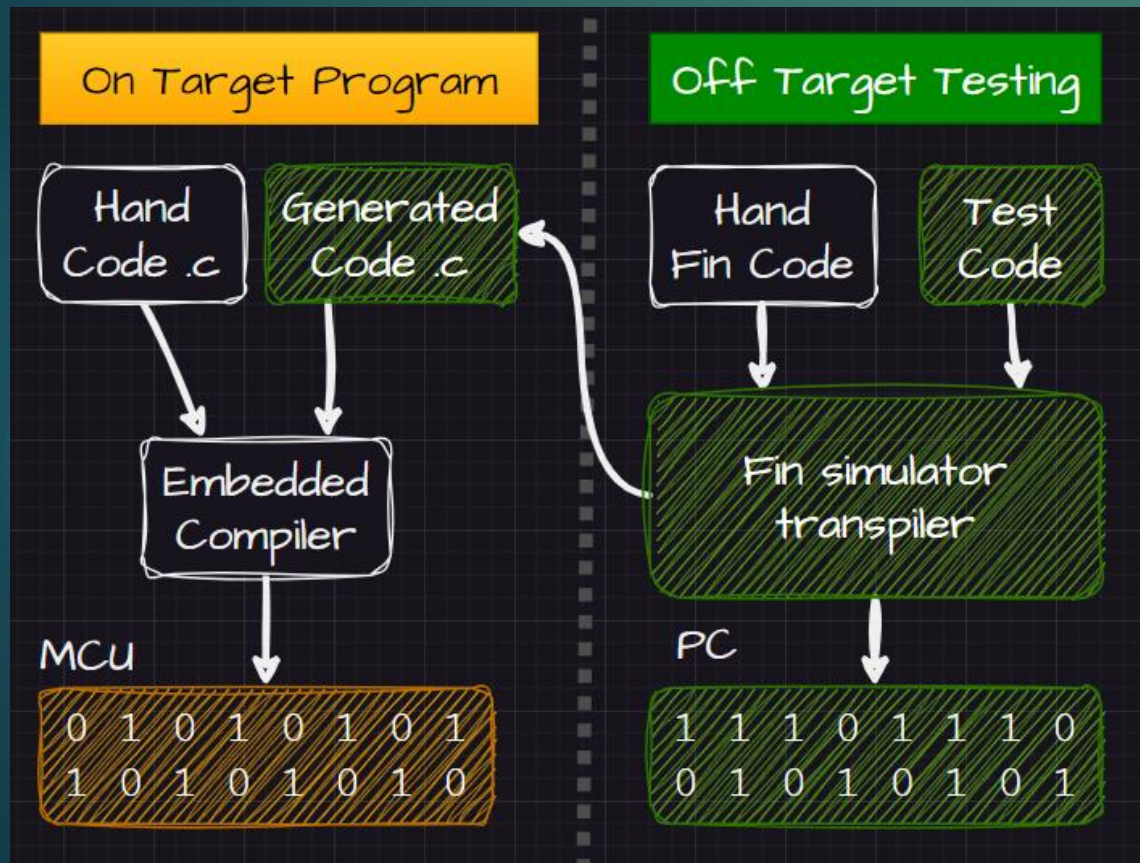 On Target Program
Off Target Testing
Hand
Code .c
Generated
Code .c
Hand
Fin Code
Test
Code
Embedded
Compiler
Fin simulator
transpiler
MCU
PC
0 1 0 1 0 1 0 1
1 0 1 0 1 0 1 0
1 1 1 0 1 1 1 0
0 1 0 1 0 1 0 1